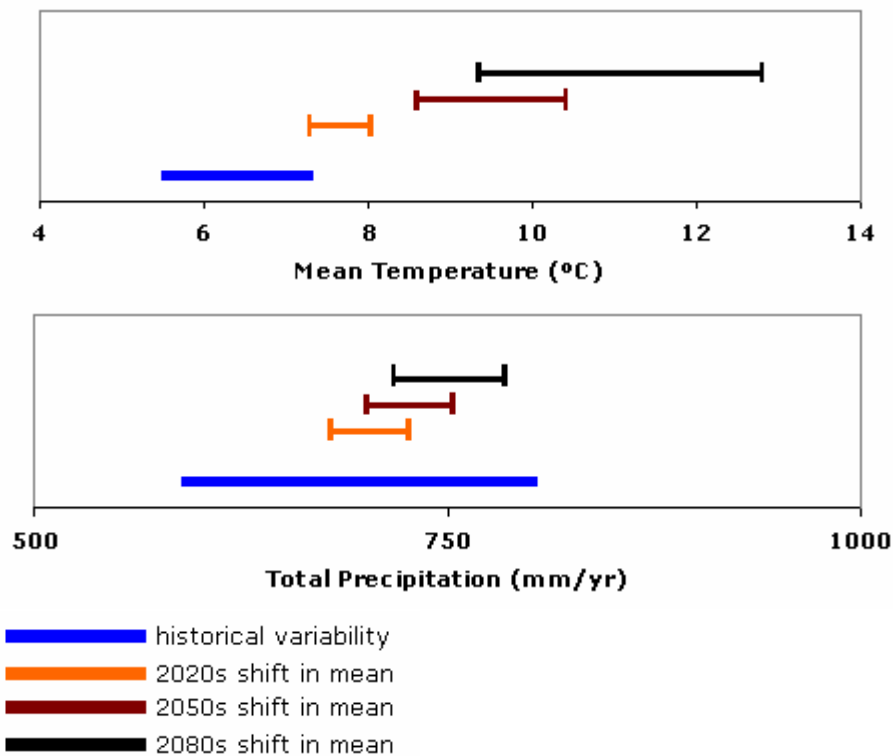 4 6 8 10 12 14
Mean Temperature (ºC)
500 750 1000
Total Precipitation (mm/yr)
historical variability
2020s shift in mean
2050s shift in mean
2080s shift in mean